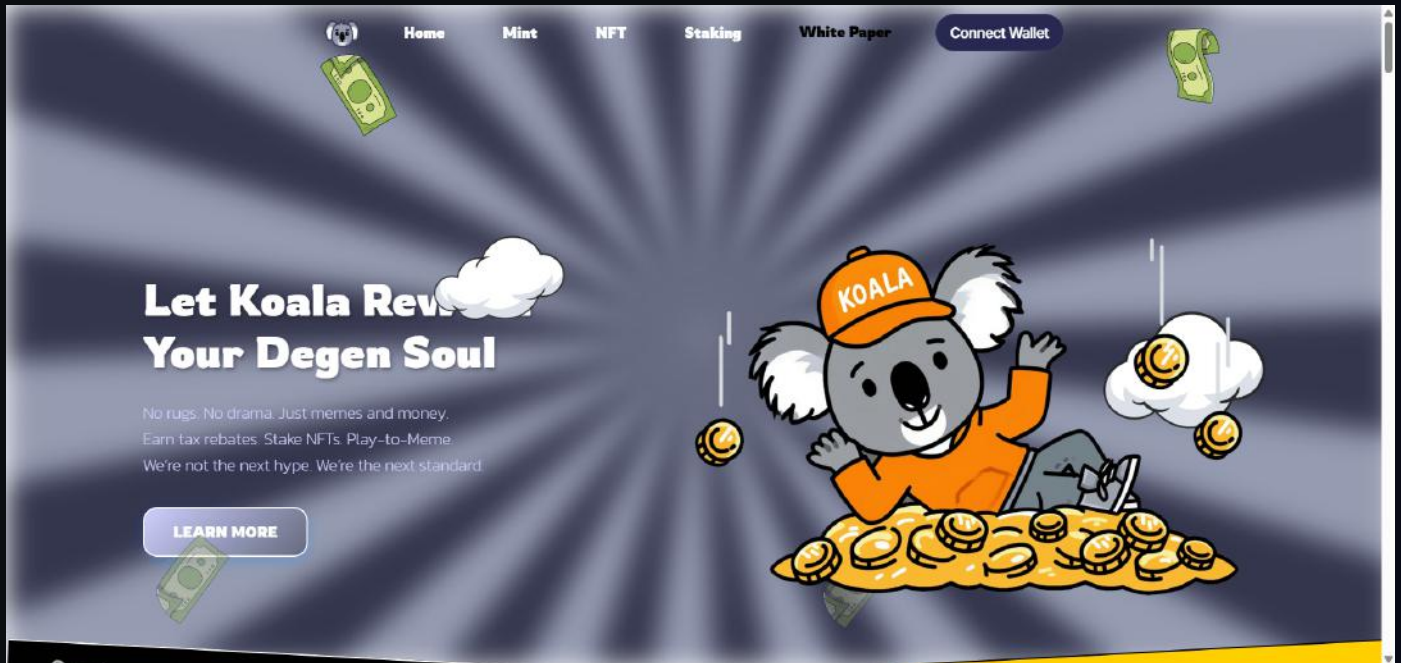 Home Mint NFT Staking White Paper Connect Wallet
KOALA
Let Koala
Your Degen Soul
No rugs. No drama. Just memes and money.
Earn tax rebates. Stake NFTs. Play-to-Meme.
We're not the next hype. We're the next standard.
LEARN MORE